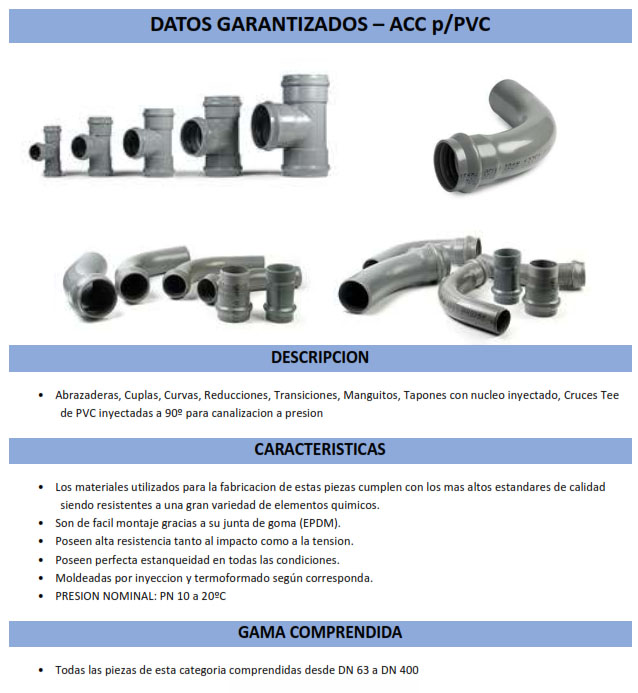 DATOS GARANTIZADOS – ACC p/PVC
DESCRIPCION
• Abrazaderas, Cuplas, Curvas, Reducciones, Transiciones, Manguitos, Tapones con nucleo inyectado, Cruces Tee
de PVC inyectadas a 90º para canalizacion a presion
CARACTERISTICAS
• Los materiales utilizados para la fabricacion de estas piezas cumplen con los mas altos estandares de calidad
siendo resistentes a una gran variedad de elementos quimicos.
• Son de facil montaje gracias a su junta de goma (EPDM).
• Poseen alta resistencia tanto al impacto como a la tension.
• Poseen perfecta estanqueidad en todas las condiciones.
• Moldeadas por inyeccion y termoformado según corresponda.
• PRESION NOMINAL: PN 10 a 20ºC
GAMA COMPRENDIDA
• Todas las piezas de esta categoria comprendidas desde DN 63 a DN 400